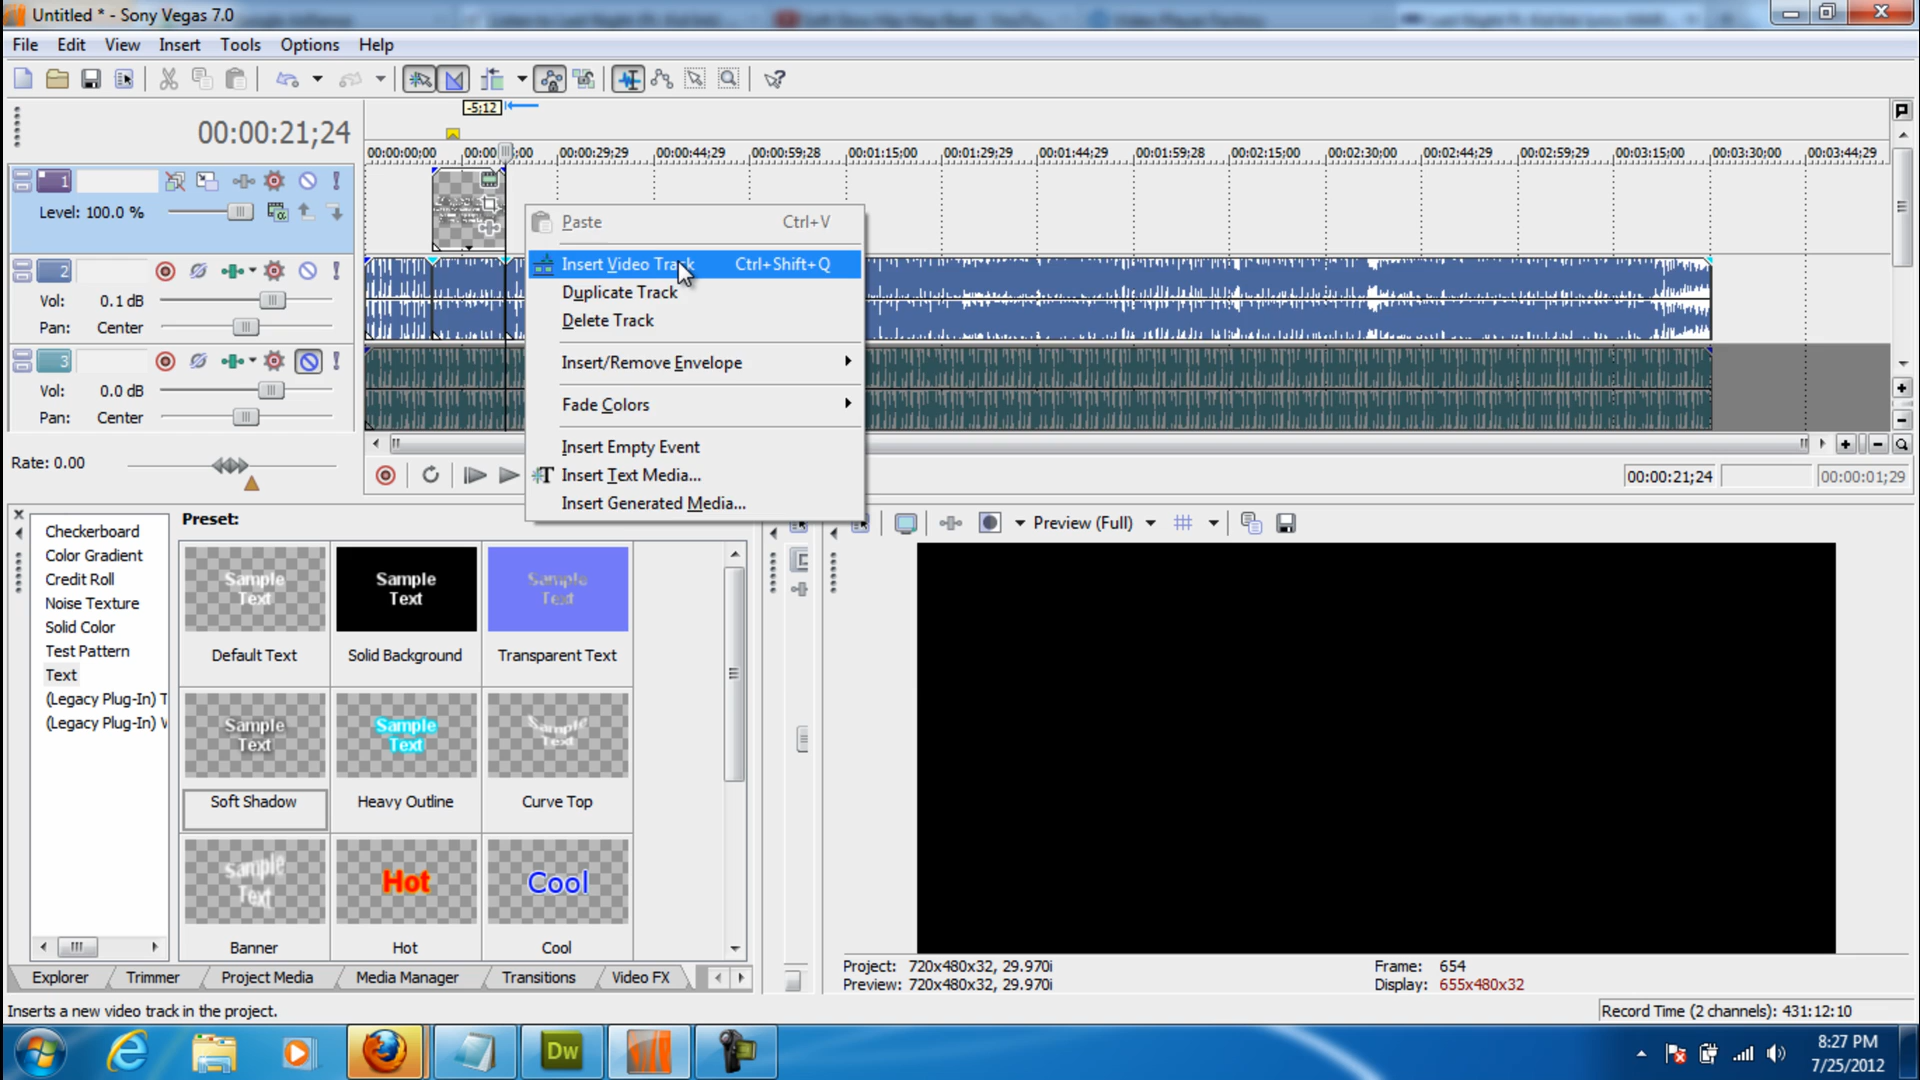 Untitled * - Sony Vegas 7.0
File Edit View Insert Tools Options Help
-5;12
00:00:21;24
00:00:00;00 00:00 ;00 00:00:29;29 00:00:44;29 00:00:59;28 00:01:15;00 00:01:29;29 00:01:44;29 00:01:59;28 00:02:15;00 00:02:30;00 00:02:44;29 00:02:59;29 00:03:15;00 00:03:30;00 00:03:44;29
1
Level: 100.0 %
2
Vol: 0.1 dB
Pan: Center
3
Vol: 0.0 dB
Pan: Center
Rate: 0.00
Paste Ctrl+V
Insert Video Track Ctrl+Shift+Q
Duplicate Track
Delete Track
Insert/Remove Envelope
Fade Colors
Insert Empty Event
Insert Text Media...
Insert Generated Media...
00:00:21;24 00:00:01;29
Checkerboard
Color Gradient
Credit Roll
Noise Texture
Solid Color
Test Pattern
Text
(Legacy Plug-In) T
(Legacy Plug-In) V
Preset:
Sample Text
Sample Text
Sample Text
Default Text Solid Background Transparent Text
Sample Text
Sample Text
Sample Text
Soft Shadow Heavy Outline Curve Top
Sample Text
Hot
Cool
Banner Hot Cool
Preview (Full)
Project: 720x480x32, 29.970i
Preview: 720x480x32, 29.970i
Frame: 654
Display: 655x480x32
Explorer Trimmer Project Media Media Manager Transitions Video FX
Inserts a new video track in the project.
Record Time (2 channels): 431:12:10
Dw
8:27 PM
7/25/2012